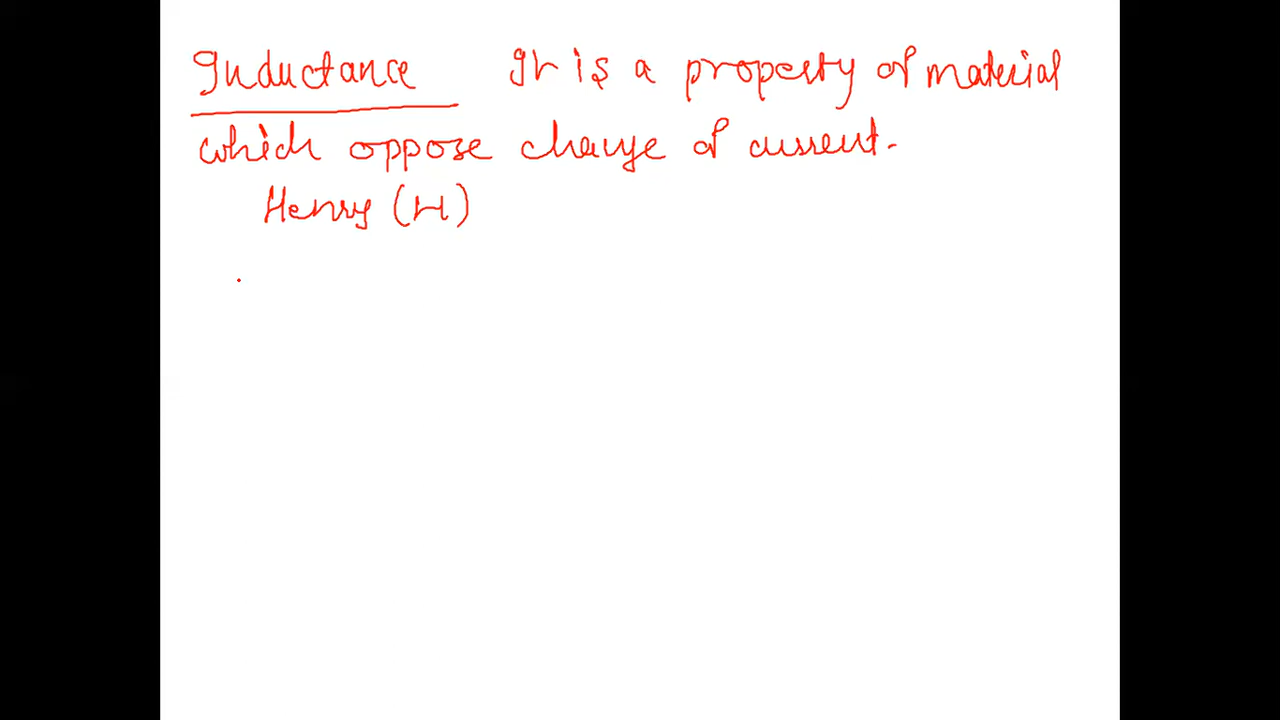 Inductance It is a property of material
which oppose change of current.
Henry (H)